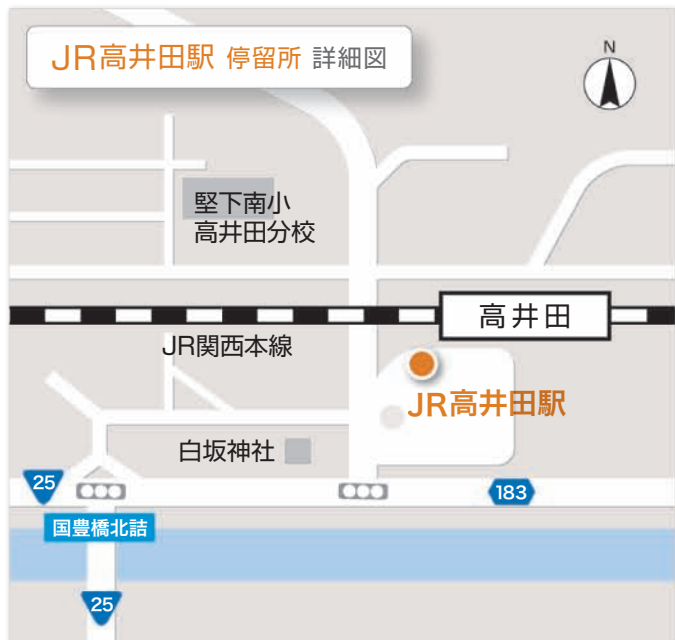 JR高井田駅 停留所 詳細図
N
堅下南小
高井田分校
高井田
JR関西本線
JR高井田駅
白坂神社
25
183
国豊橋北詰
25